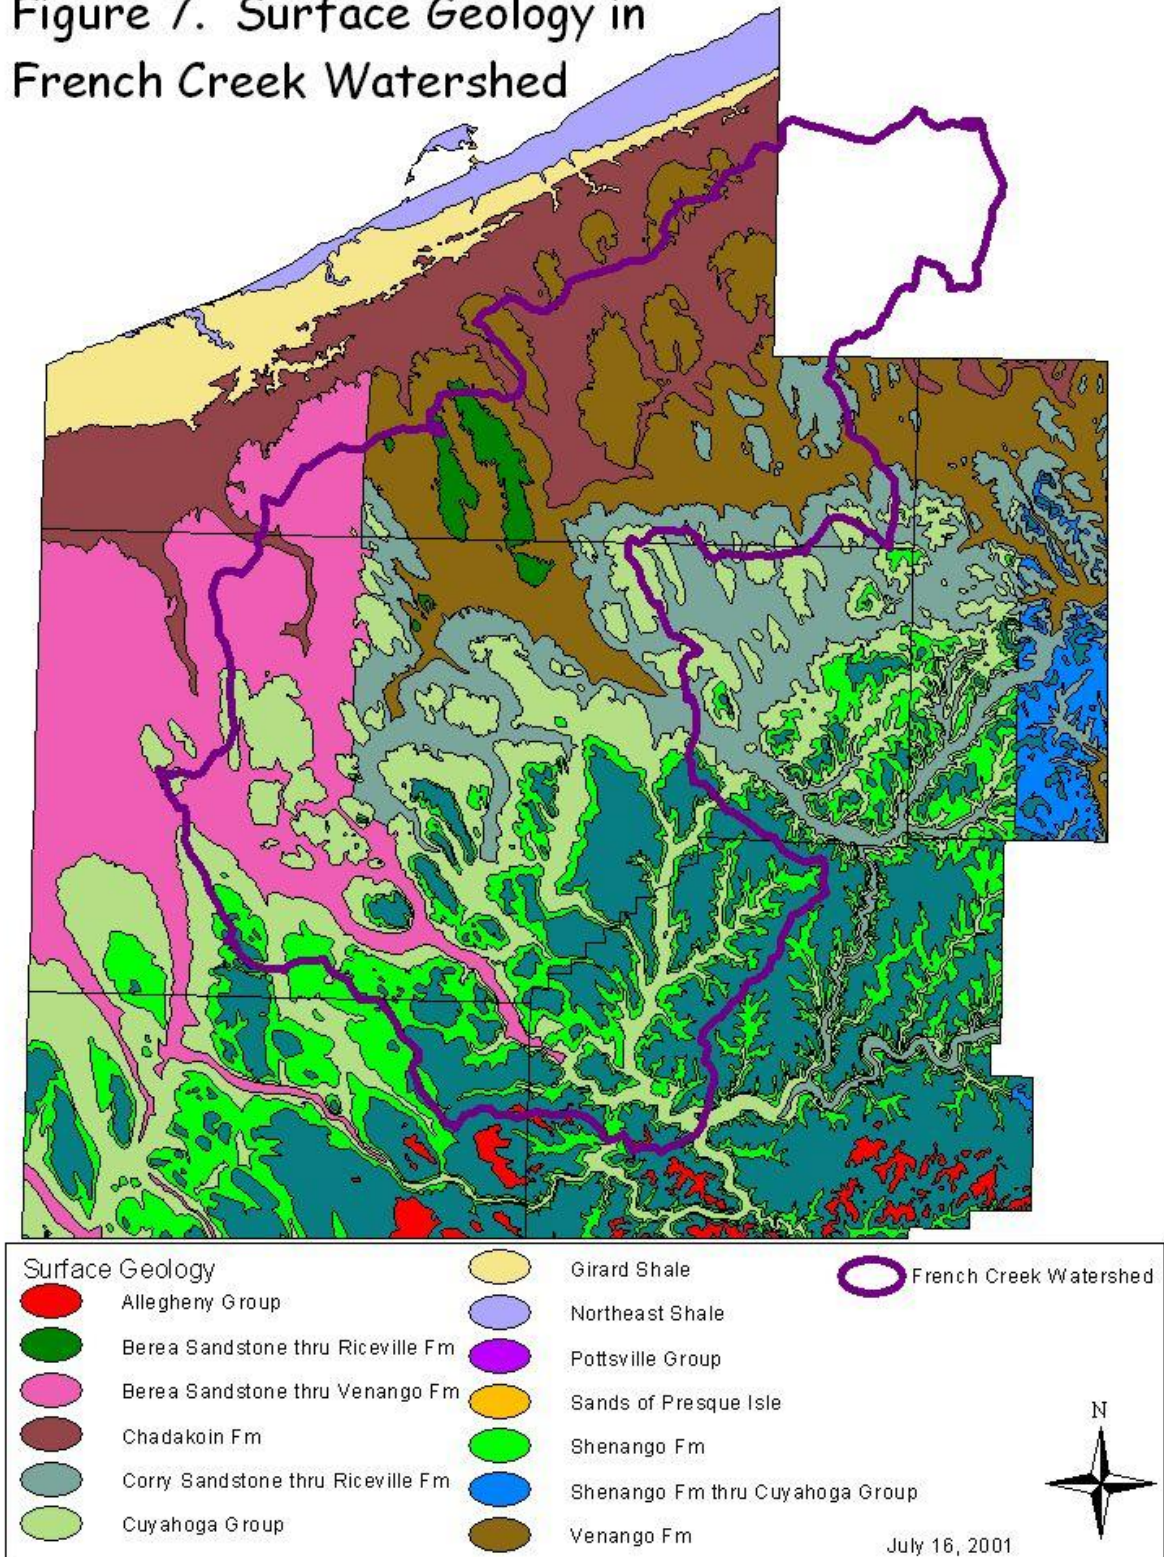 Figure 7. Surface Geology in
French Creek Watershed
Surface Geology
Allegheny Group
Berea Sandstone thru Riceville Fm
Berea Sandstone thru Venango Fm
Chadakoin Fm
Corry Sandstone thru Riceville Fm
Cuyahoga Group
Girard Shale
Northeast Shale
Pottsville Group
Sands of Presque Isle
Shenango Fm
Shenango Fm thru Cuyahoga Group
Venango Fm
French Creek Watershed
N
July 16, 2001